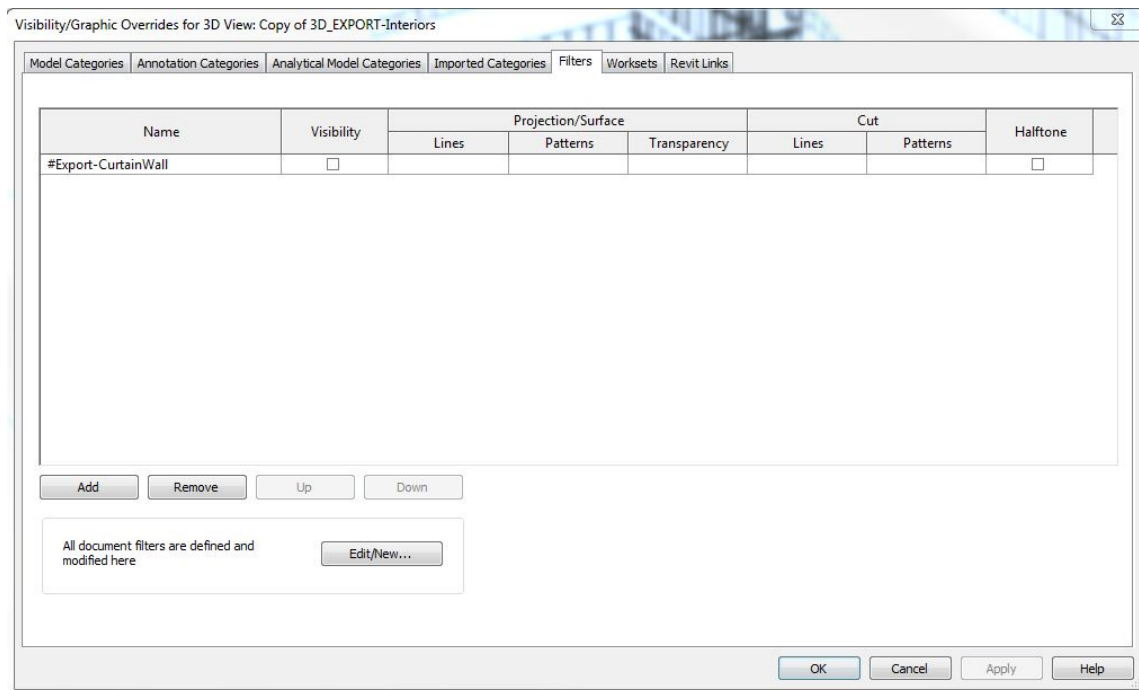 Visibility/Graphic Overrides for 3D View: Copy of 3D_EXPORT-Interiors
Model Categories Annotation Categories Analytical Model Categories Imported Categories Filters Worksets Revit Links
Name Visibility Projection/Surface Cut Halftone
Lines Patterns Transparency Lines Patterns
#Export-CurtainWall
Add Remove Up Down
All document filters are defined and
modified here
Edit/New...
OK Cancel Apply Help